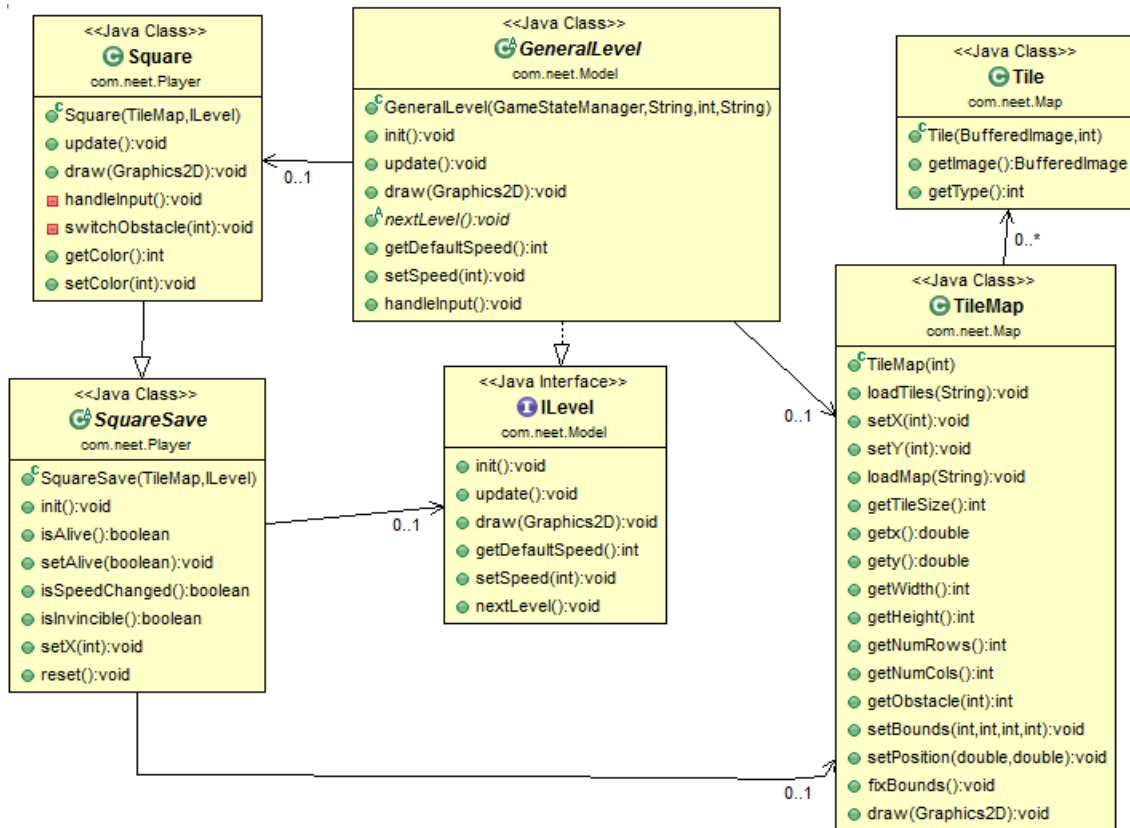 <<Java Class>>
Square
com.neet.Player
Square(TileMap,ILevel)
update():void
draw(Graphics2D):void
handleInput():void
switchObstacle(int):void
getColor():int
setColor(int):void
<<Java Class>>
GeneralLevel
com.neet.Model
GeneralLevel(GameStateManager,String,int,String)
init():void
update():void
draw(Graphics2D):void
nextLevel():void
getDefaultSpeed():int
setSpeed(int):void
handleInput():void
0..1
<<Java Class>>
Tile
com.neet.Map
Tile(BufferedImage,int)
getImage():BufferedImage
getType():int
0..*
<<Java Class>>
SquareSave
com.neet.Player
SquareSave(TileMap,ILevel)
init():void
isAlive():boolean
setAlive(boolean):void
isSpeedChanged():boolean
isInvincible():boolean
setX(int):void
reset():void
0..1
<<Java Interface>>
ILevel
com.neet.Model
init():void
update():void
draw(Graphics2D):void
getDefaultSpeed():int
setSpeed(int):void
nextLevel():void
0..1
<<Java Class>>
TileMap
com.neet.Map
TileMap(int)
loadTiles(String):void
setX(int):void
setY(int):void
loadMap(String):void
getTileSize():int
getx():double
gety():double
getWidth():int
getHeight():int
getNumRows():int
getNumCols():int
getObstacle(int):int
setBounds(int,int,int,int):void
setPosition(double,double):void
fixBounds():void
draw(Graphics2D):void
0..1